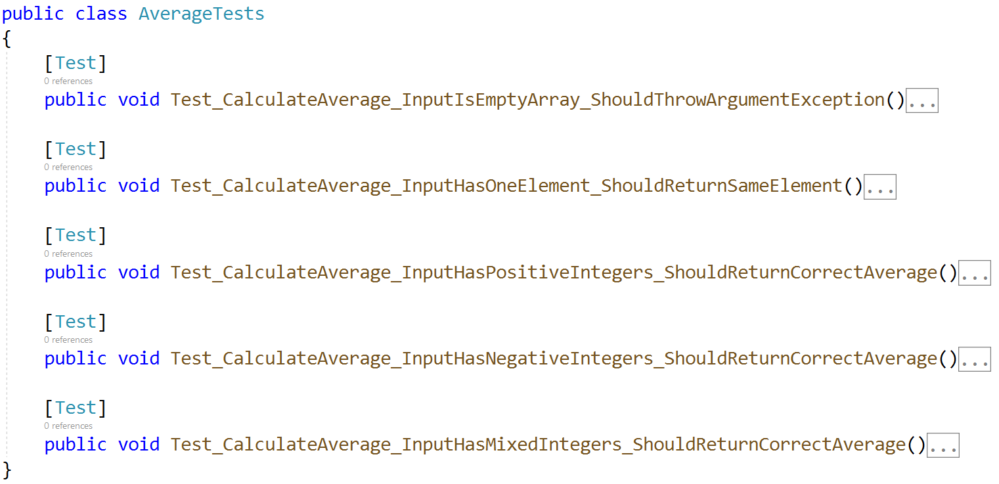 public class AverageTests
{
[Test]
0 references
public void Test_CalculateAverage_InputIsEmptyArray_ShouldThrowArgumentException()...
[Test]
0 references
public void Test_CalculateAverage_InputHasOneElement_ShouldReturnSameElement()...
[Test]
0 references
public void Test_CalculateAverage_InputHasPositiveIntegers_ShouldReturnCorrectAverage()...
[Test]
0 references
public void Test_CalculateAverage_InputHasNegativeIntegers_ShouldReturnCorrectAverage()...
[Test]
0 references
public void Test_CalculateAverage_InputHasMixedIntegers_ShouldReturnCorrectAverage()...
}